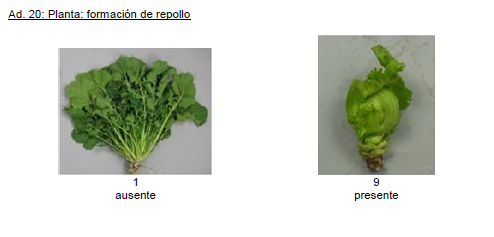 Ad. 20: Planta: formación de repollo
1
9
ausente
presente